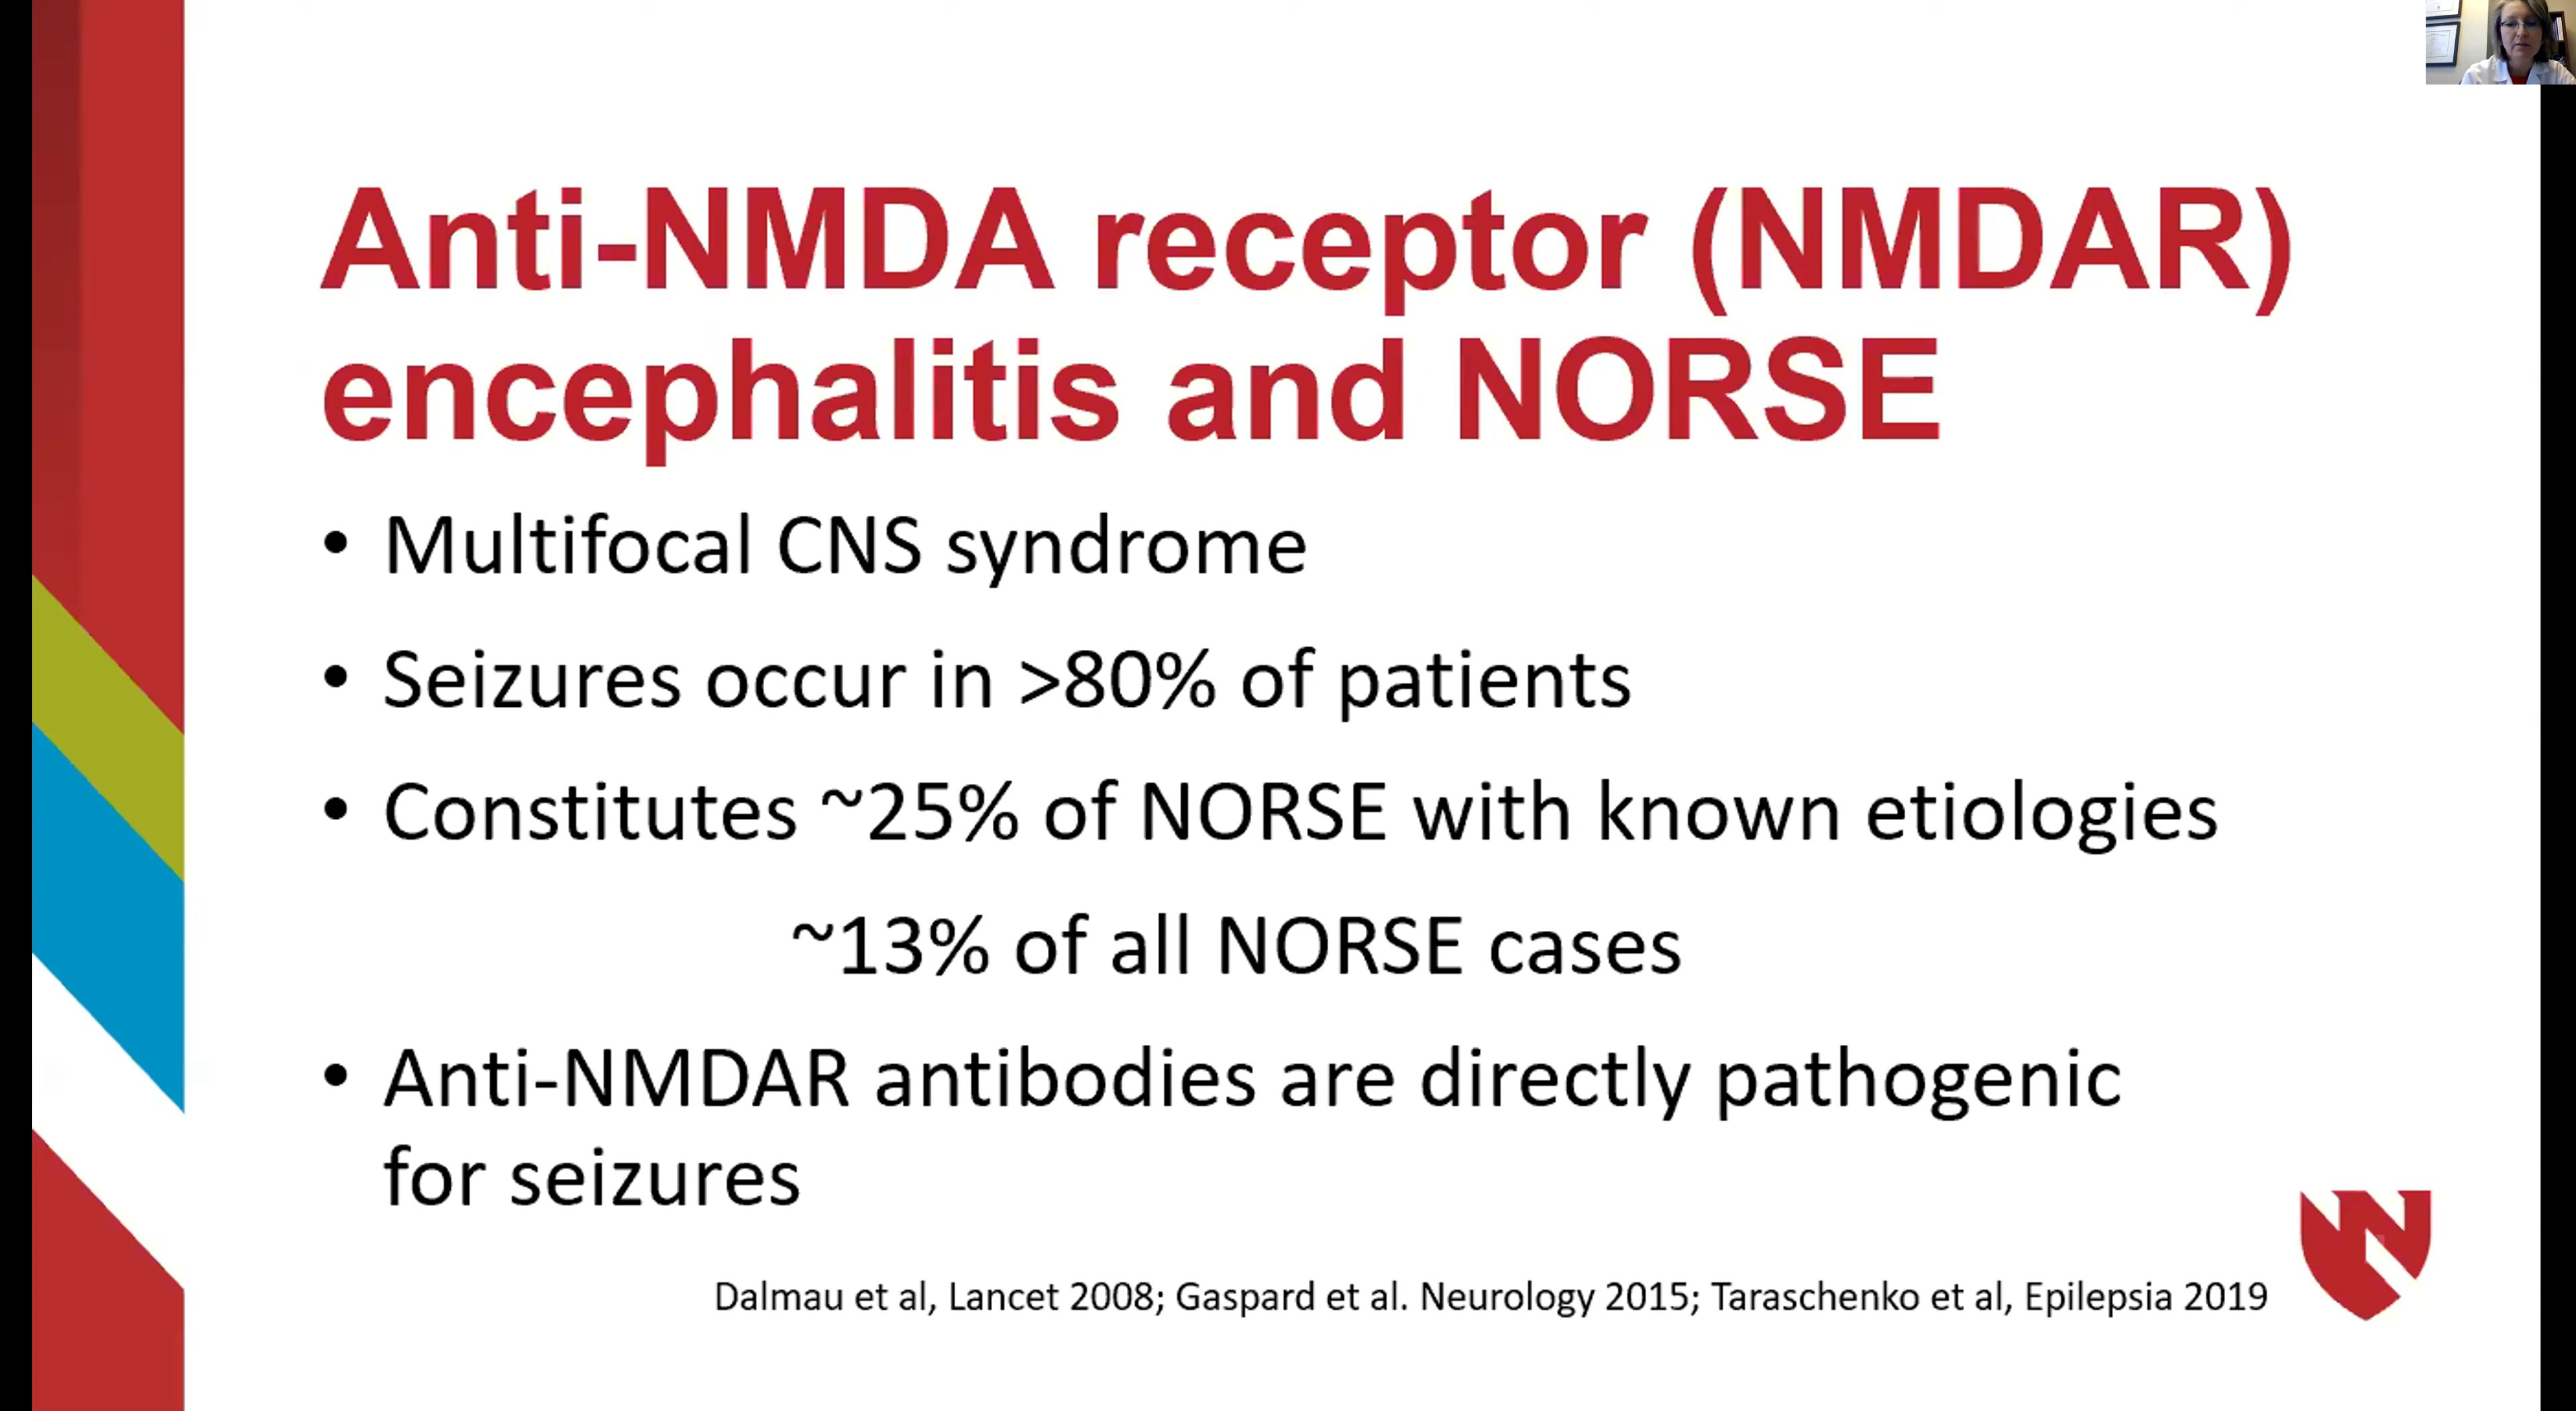 Anti-NMDA receptor (NMDAR)
encephalitis and NORSE
• Multifocal CNS syndrome
• Seizures occur in >80% of patients
• Constitutes ~25% of NORSE with known etiologies
~13% of all NORSE cases
• Anti-NMDAR antibodies are directly pathogenic
for seizures
Dalmau et al, Lancet 2008; Gaspard et al. Neurology 2015; Taraschenko et al, Epilepsia 2019